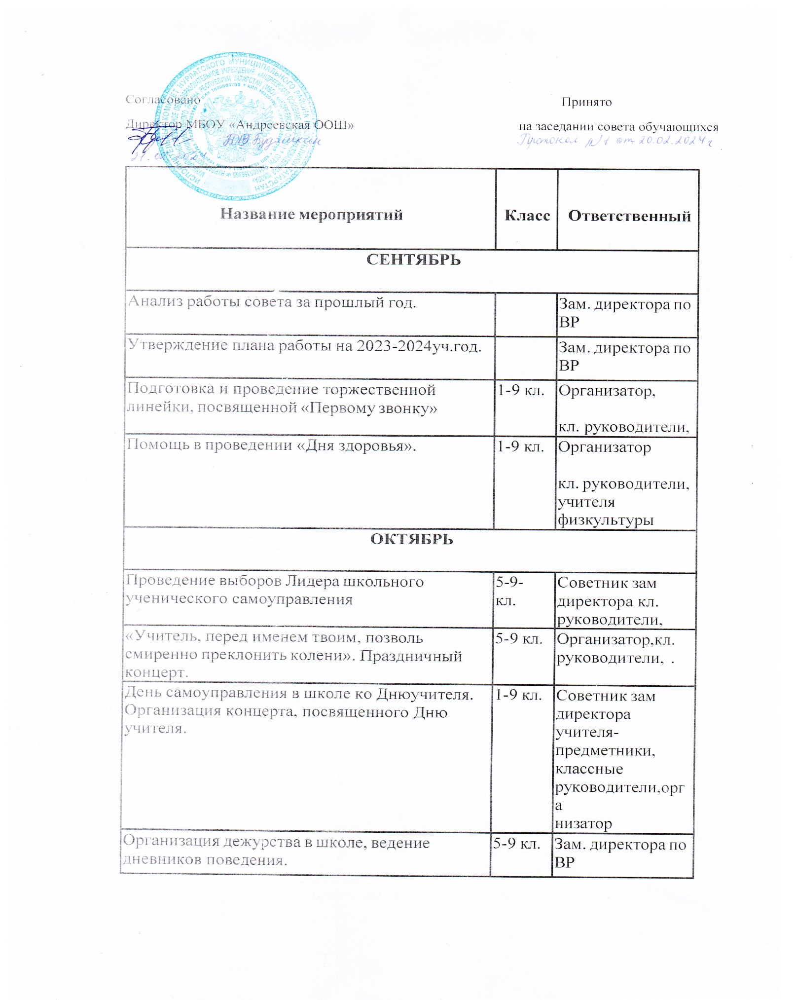 Согласовано
Принято
Директор МБОУ «Андреевская ООШ»
на заседании совета обучающихся
Протокол №1 от 20.02.2024г
Название мероприятий
Класс
Ответственный
СЕНТЯБРЬ
Анализ работы совета за прошлый год.
Зам. директора по
ВР
Утверждение плана работы на 2023-2024уч.год.
Зам. директора по
ВР
Подготовка и проведение торжественной
линейки, посвященной «Первому звонку»
1-9 кл.
Организатор,
кл. руководители,
Помощь в проведении «Дня здоровья».
1-9 кл.
Организатор
кл. руководители,
учителя
физкультуры
ОКТЯБРЬ
Проведение выборов Лидера школьного
ученического самоуправления
5-9-
кл.
Советник зам
директора кл.
руководители,
«Учитель, перед именем твоим, позволь
смиренно преклонить колени». Праздничный
концерт.
5-9 кл.
Организатор,кл.
руководители, .
День самоуправления в школе ко Днюучителя.
Организация концерта, посвященного Дню
учителя.
1-9 кл.
Советник зам
директора
учителя-
предметники,
классные
руководители,орг
а
низатор
Организация дежурства в школе, ведение
дневников поведения.
5-9 кл.
Зам. директора по
ВР